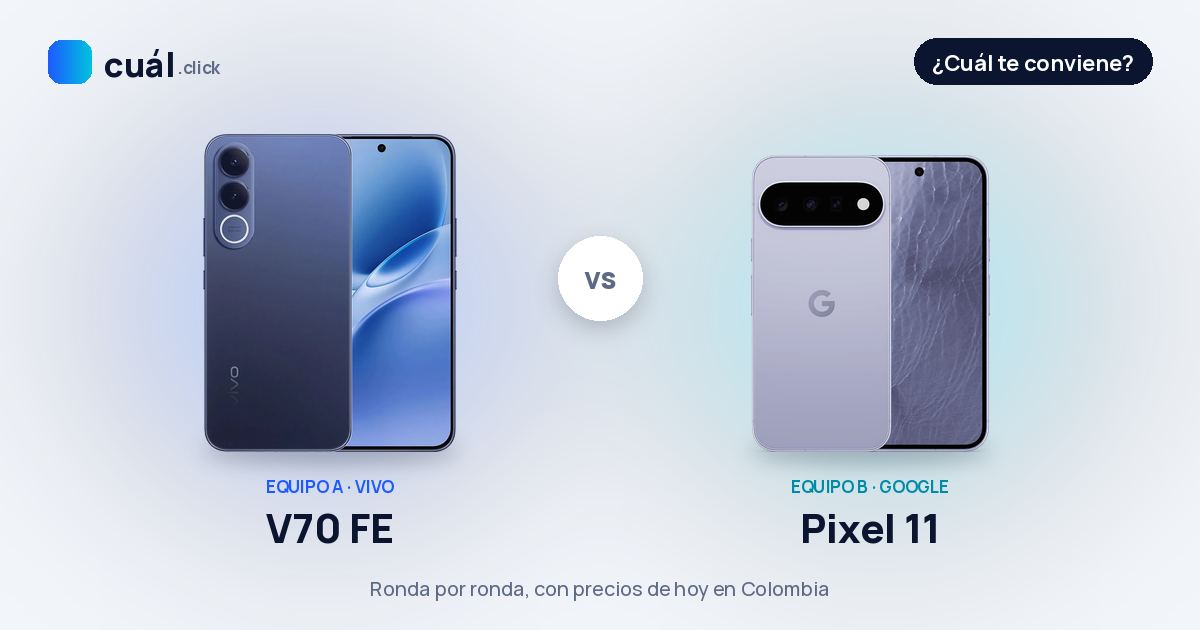 cuál.click
¿Cuál te conviene?
vivo
G
VS
EQUIPO A · VIVO
V70 FE
EQUIPO B · GOOGLE
Pixel 11
Ronda por ronda, con precios de hoy en Colombia